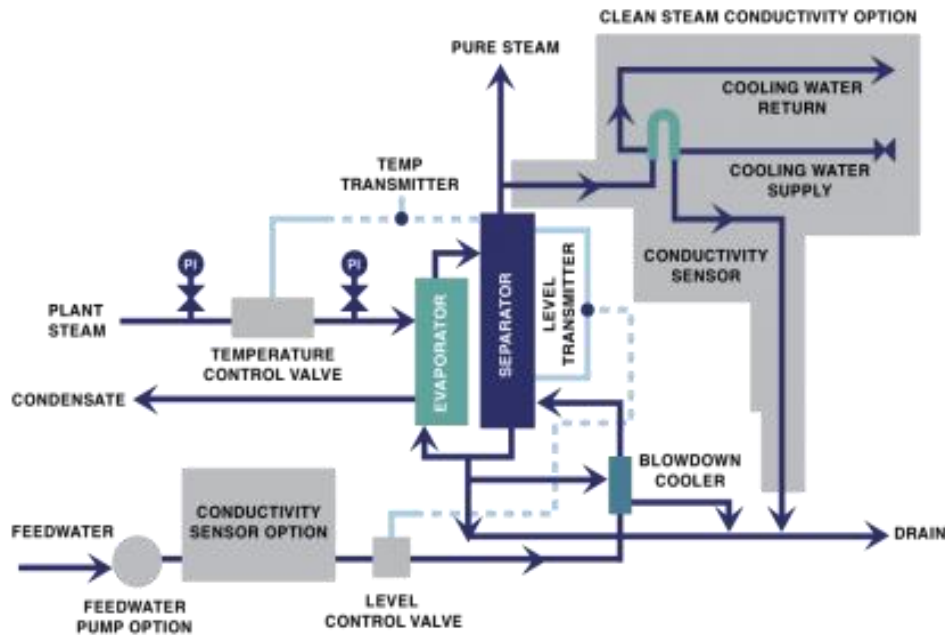 CLEAN STEAM CONDUCTIVITY OPTION
PURE STEAM
COOLING WATER
RETURN
TEMP
TRANSMITTER
COOLING WATER
SUPPLY
PI
PI
CONDUCTIVITY
SENSOR
LEVEL
TRANSMITTER
PLANT
STEAM
EVAPORATOR
SEPARATOR
TEMPERATURE
CONTROL VALVE
CONDENSATE
BLOWDOWN
COOLER
CONDUCTIVITY
SENSOR OPTION
FEEDWATER
DRAIN
FEEDWATER
PUMP OPTION
LEVEL
CONTROL VALVE